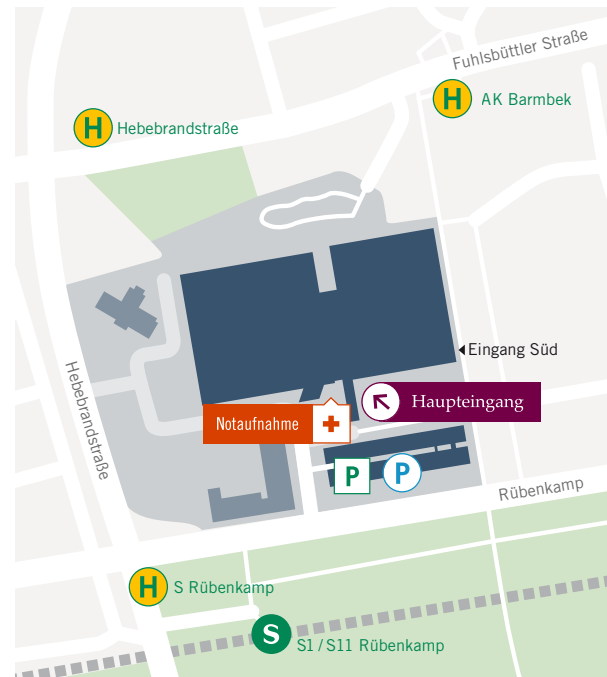 Fuhlsbüttler Straße
H AK Barmbek
H Hebebrandstraße
Eingang Süd
Hebebrandstraße
Haupteingang
Notaufnahme
P P
Rübenkamp
H S Rübenkamp
S S1 / S11 Rübenkamp